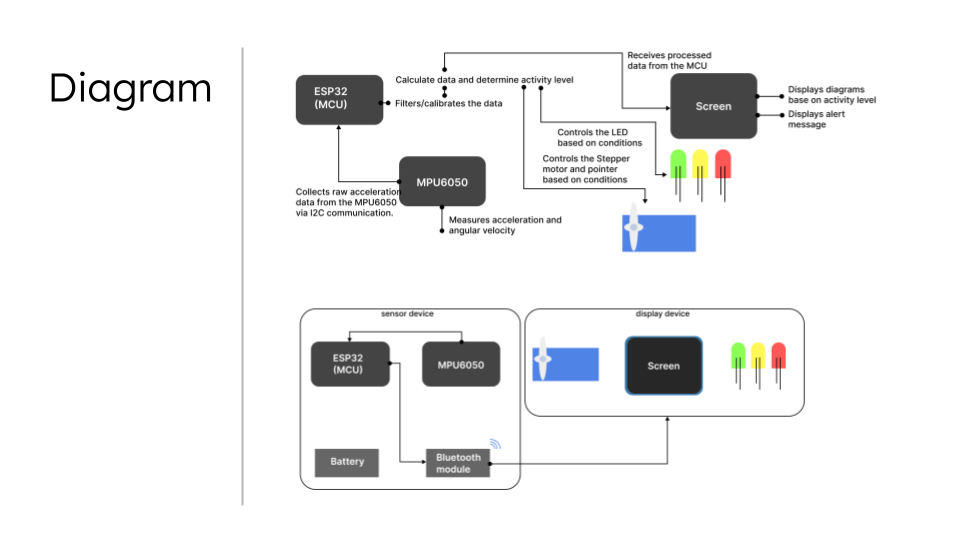 Diagram
ESP32
(MCU)
Calculate data and determine activity level
Filters/calibrates the data
Receives processed
data from the MCU
Screen
Displays diagrams
base on activity level
Displays alert
message
Controls the LED
based on conditions
Controls the Stepper
motor and pointer
based on conditions
MPU6050
Collects raw acceleration
data from the MPU6050
via I2C communication.
Measures acceleration and
angular velocity
sensor device
ESP32
(MCU)
MPU6050
Battery
Bluetooth
module
display device
Screen